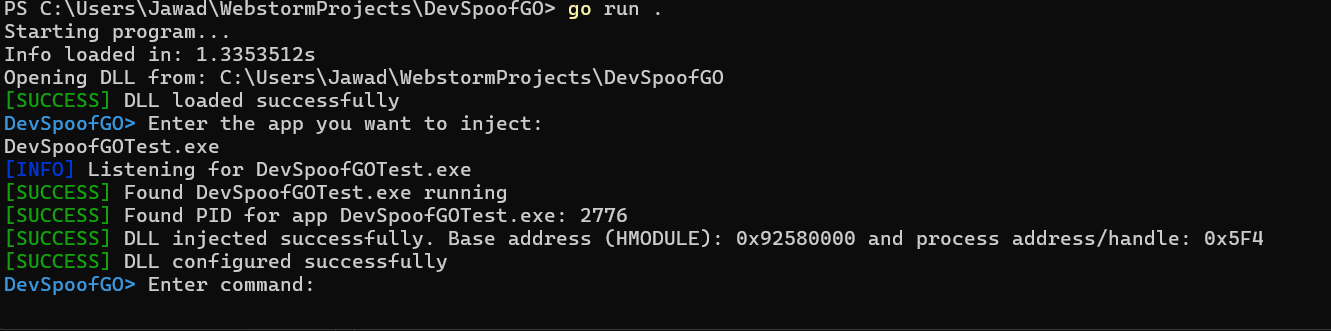 PS C:\Users\Jawad\WebstormProjects\DevSpoofGO> go run .
Starting program...
Info loaded in: 1.3353512s
Opening DLL from: C:\Users\Jawad\WebstormProjects\DevSpoofGO
[SUCCESS] DLL loaded successfully
DevSpoofGO> Enter the app you want to inject:
DevSpoofGOTest.exe
[INFO] Listening for DevSpoofGOTest.exe
[SUCCESS] Found DevSpoofGOTest.exe running
[SUCCESS] Found PID for app DevSpoofGOTest.exe: 2776
[SUCCESS] DLL injected successfully. Base address (HMODULE): 0x92580000 and process address/handle: 0x5F4
[SUCCESS] DLL configured successfully
DevSpoofGO> Enter command: